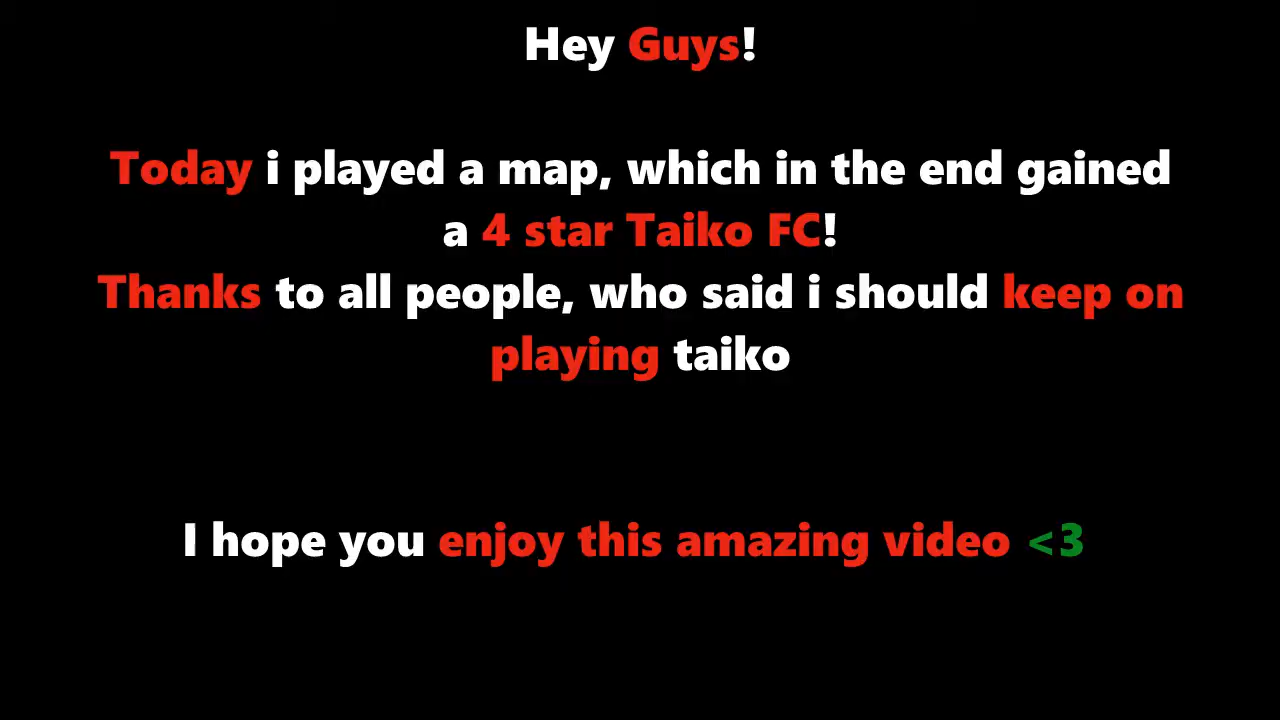 Hey Guys!
Today i played a map, which in the end gained
a 4 star Taiko FC!
Thanks to all people, who said i should keep on
playing taiko
I hope you enjoy this amazing video <3